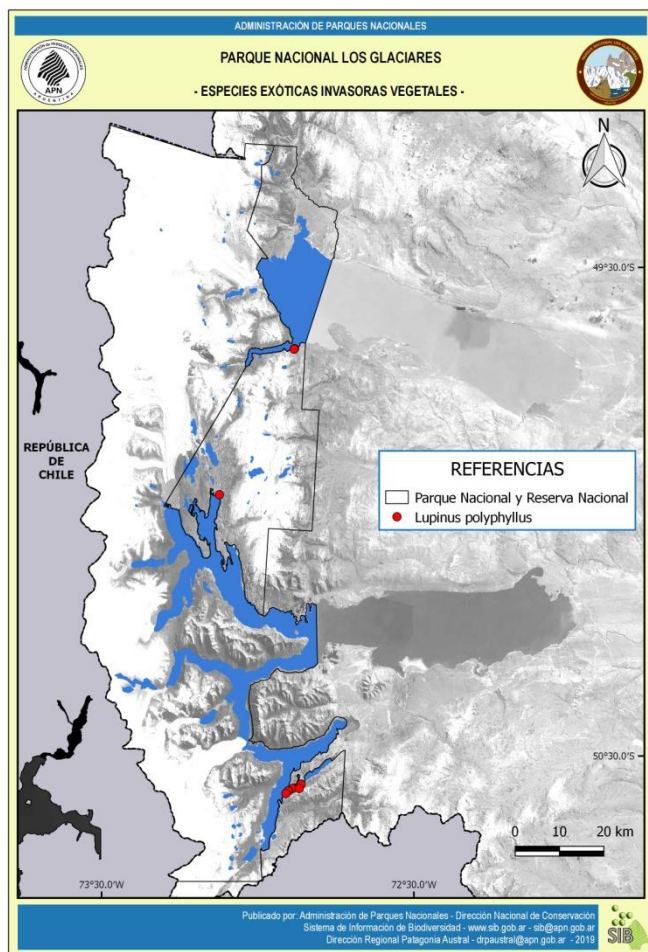 ADMINISTRACIÓN DE PARQUES NACIONALES
PARQUE NACIONAL LOS GLACIARES
- ESPECIES EXÓTICAS INVASORAS VEGETALES -
APN
ARGENTINA
N
49°30.0'S
REPÚBLICA
DE
CHILE
REFERENCIAS
Parque Nacional y Reserva Nacional
Lupinus polyphyllus
50°30.0'S
0 10 20 km
73°30.0'W
72°30.0'W
Publicado por: Administración de Parques Nacionales - Dirección Nacional de Conservación
Sistema de Información de Biodiversidad - www.sib.gob.ar - sib@apn.gob.ar
Dirección Regional Patagonia Austral - drpaustral@apn.gob.ar - 2019
SIB